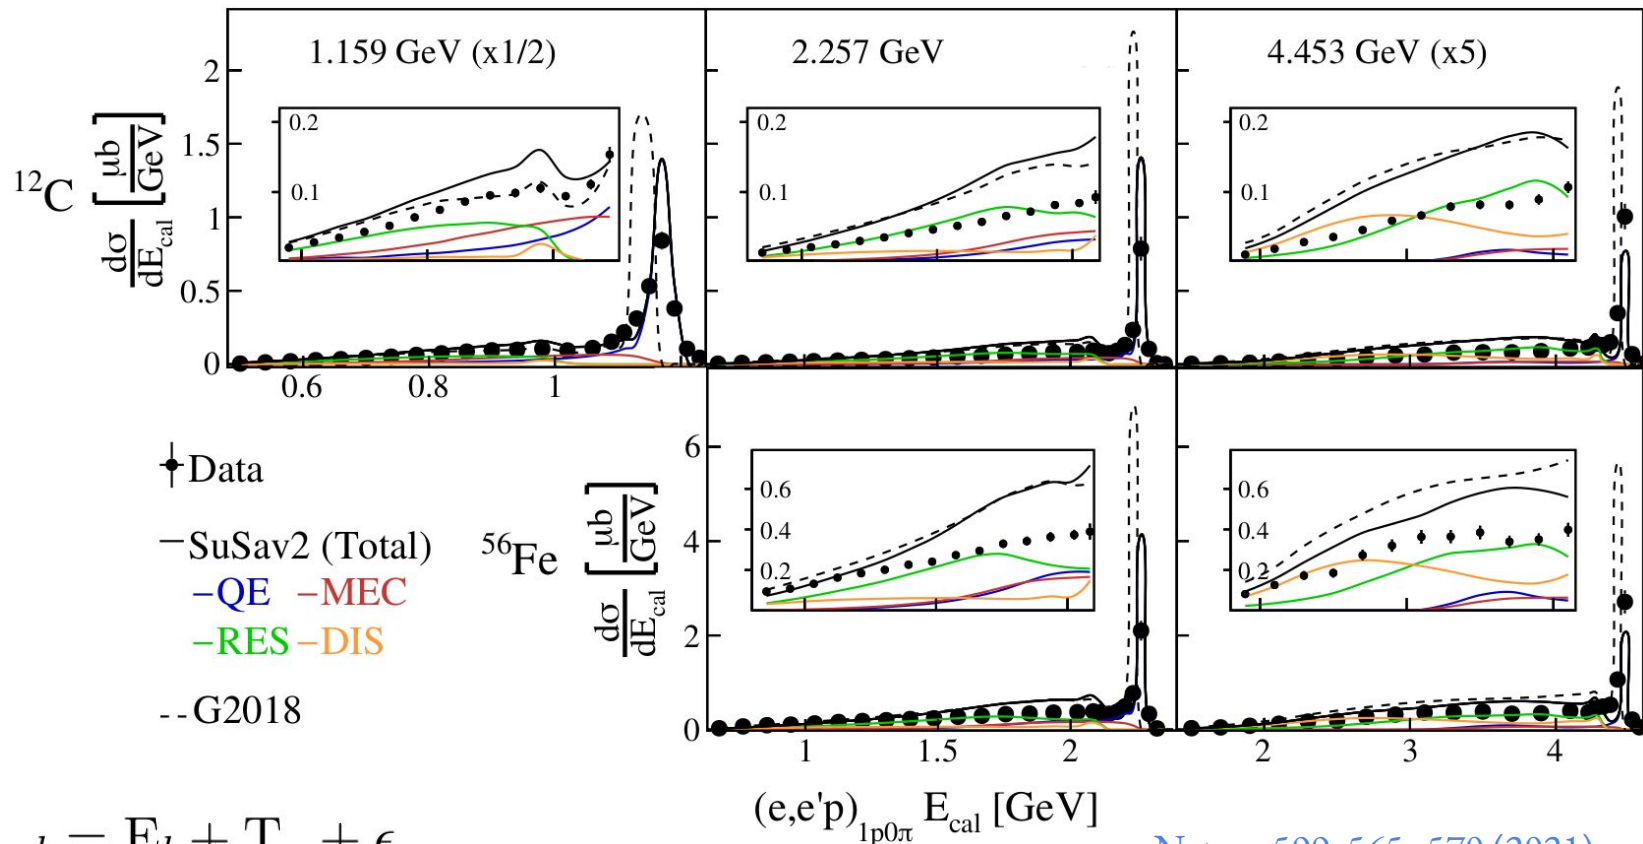 1.159 GeV (x1/2)
2.257 GeV
4.453 GeV (x5)
¹²C
dσ/dE_cal [μb/GeV]
2
1.5
1
0.5
0
0.2
0.1
0.2
0.1
0.2
0.1
0.6 0.8 1
Data
SuSav2 (Total)
QE MEC
RES DIS
G2018
⁵⁶Fe
dσ/dE_cal [μb/GeV]
6
4
2
0
0.6
0.4
0.2
0.6
0.4
0.2
1 1.5 2
2 3 4
(e,e'p)_1p0π E_cal [GeV]